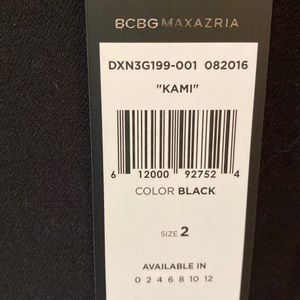 BCBGMAXAZRIA
DXN3G199-001 082016
"KAMI"
6 12000 92752 4
COLOR BLACK
SIZE 2
AVAILABLE IN
0 2 4 6 8 10 12